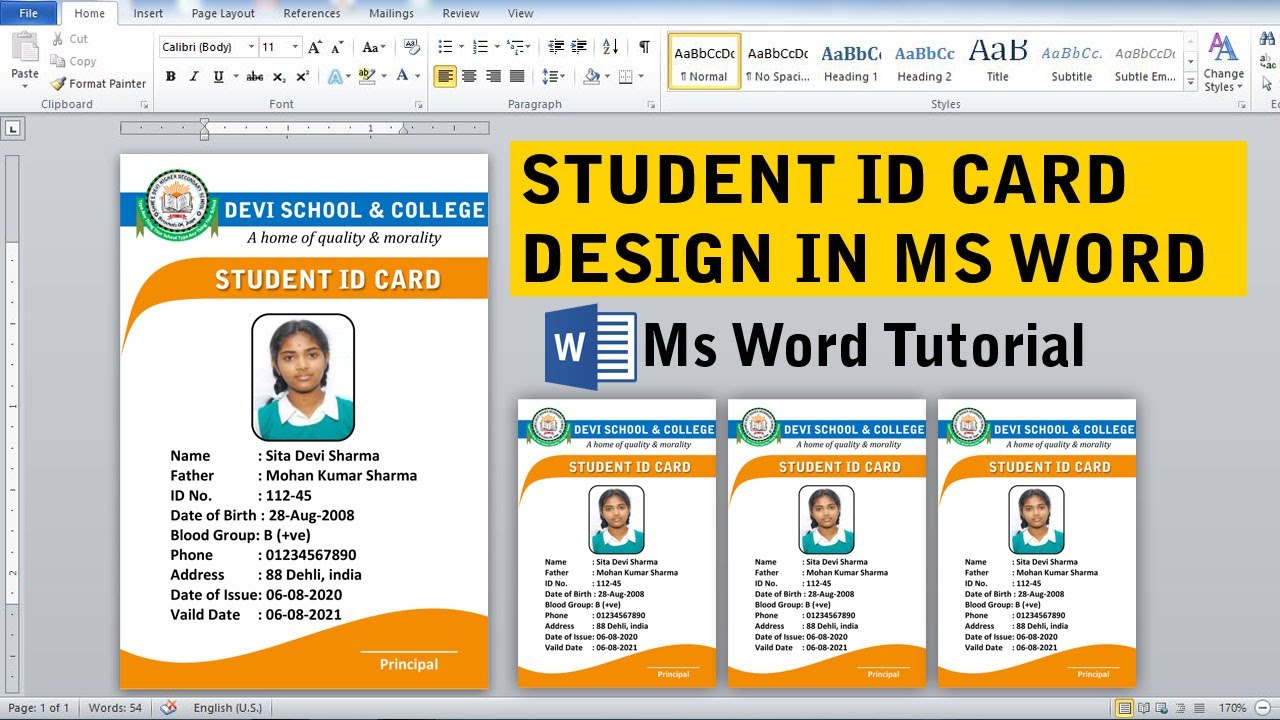 File Home Insert Page Layout References Mailings Review View
Paste
Cut
Copy
Format Painter
Clipboard
Calibri (Body) 11 Aa
B I U abc x₂ x² A ab A
Font
Paragraph
AaBbCcDc AaBbCcDc AaBbC AaBbCc AaB AaBbCc. AaBbCcDc
¶ Normal ¶ No Spaci... Heading 1 Heading 2 Title Subtitle Subtle Em...
Change
Styles
Styles
DEVI SCHOOL & COLLEGE
A home of quality & morality
STUDENT ID CARD
Name : Sita Devi Sharma
Father : Mohan Kumar Sharma
ID No. : 112-45
Date of Birth : 28-Aug-2008
Blood Group: B (+ve)
Phone : 01234567890
Address : 88 Dehli, india
Date of Issue: 06-08-2020
Vaild Date : 06-08-2021
Principal
STUDENT ID CARD
DESIGN IN MS WORD
W Ms Word Tutorial
DEVI SCHOOL & COLLEGE
A home of quality & morality
STUDENT ID CARD
Name : Sita Devi Sharma
Father : Mohan Kumar Sharma
ID No. : 112-45
Date of Birth : 28-Aug-2008
Blood Group: B (+ve)
Phone : 01234567890
Address : 88 Dehli, india
Date of Issue: 06-08-2020
Vaild Date : 06-08-2021
Principal
DEVI SCHOOL & COLLEGE
A home of quality & morality
STUDENT ID CARD
Name : Sita Devi Sharma
Father : Mohan Kumar Sharma
ID No. : 112-45
Date of Birth : 28-Aug-2008
Blood Group: B (+ve)
Phone : 01234567890
Address : 88 Dehli, india
Date of Issue: 06-08-2020
Vaild Date : 06-08-2021
Principal
DEVI SCHOOL & COLLEGE
A home of quality & morality
STUDENT ID CARD
Name : Sita Devi Sharma
Father : Mohan Kumar Sharma
ID No. : 112-45
Date of Birth : 28-Aug-2008
Blood Group: B (+ve)
Phone : 01234567890
Address : 88 Dehli, india
Date of Issue: 06-08-2020
Vaild Date : 06-08-2021
Principal
Page: 1 of 1 Words: 54 English (U.S.) 170%